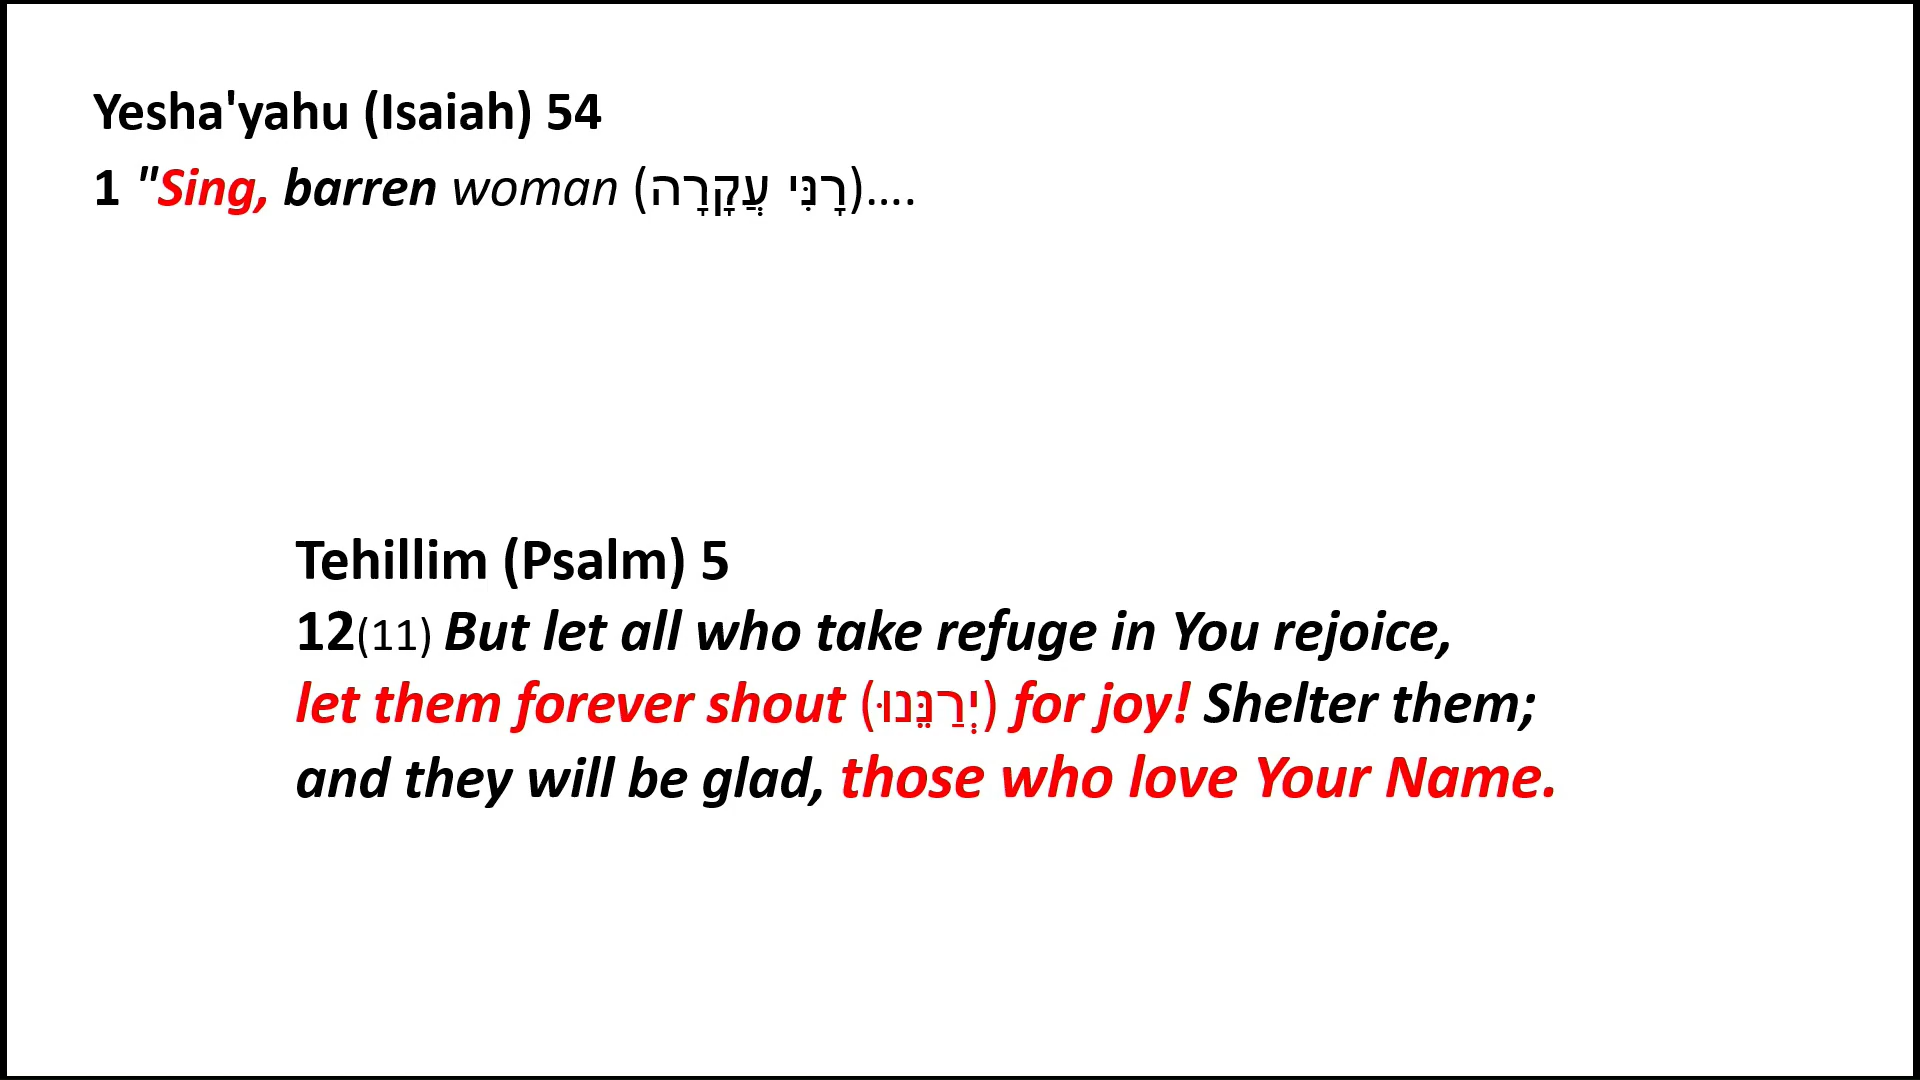 Yesha'yahu (Isaiah) 54
1 "Sing, barren woman (רָנִּי עֲקָרָה)....
Tehillim (Psalm) 5
12(11) But let all who take refuge in You rejoice,
let them forever shout (יְרַנֵּנוּ) for joy! Shelter them;
and they will be glad, those who love Your Name.